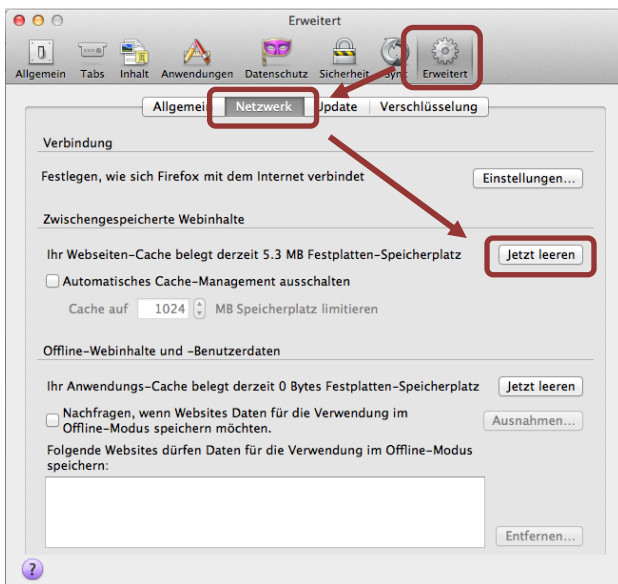 Erweitert
Allgemein Tabs Inhalt Anwendungen Datenschutz Sicherheit Sync Erweitert
Allgemein Netzwerk Update Verschlüsselung
Verbindung
Festlegen, wie sich Firefox mit dem Internet verbindet Einstellungen...
Zwischengespeicherte Webinhalte
Ihr Webseiten-Cache belegt derzeit 5.3 MB Festplatten-Speicherplatz Jetzt leeren
Automatisches Cache-Management ausschalten
Cache auf 1024 MB Speicherplatz limitieren
Offline-Webinhalte und -Benutzerdaten
Ihr Anwendungs-Cache belegt derzeit 0 Bytes Festplatten-Speicherplatz Jetzt leeren
Nachfragen, wenn Websites Daten für die Verwendung im
Offline-Modus speichern möchten. Ausnahmen...
Folgende Websites dürfen Daten für die Verwendung im Offline-Modus
speichern:
Entfernen...
?